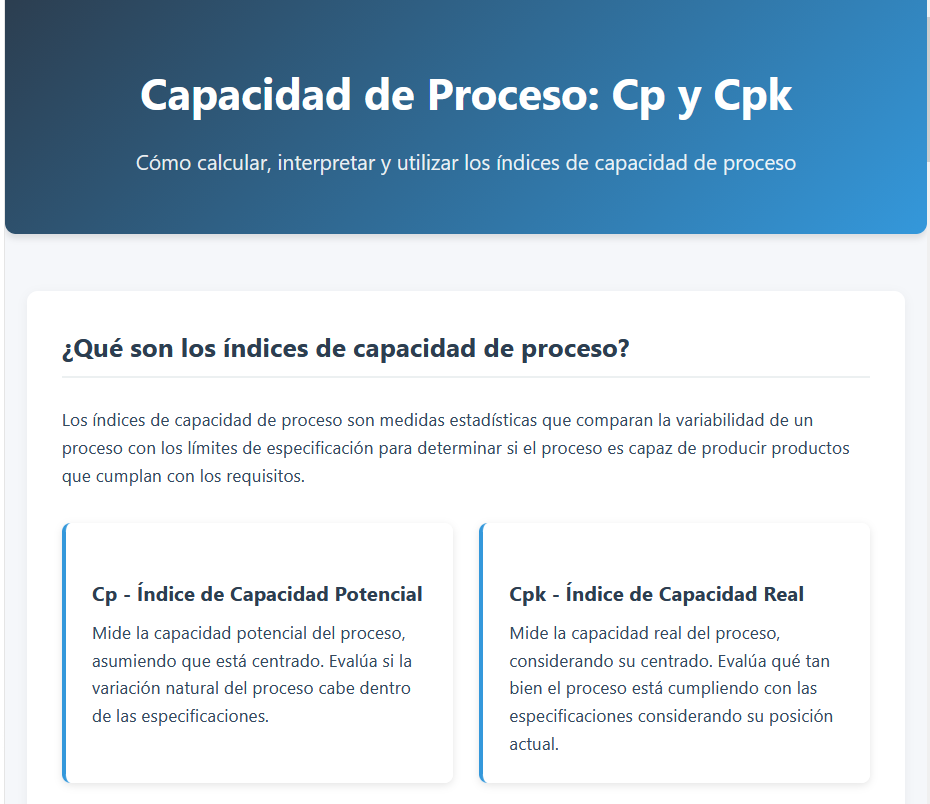 Capacidad de Proceso: Cp y Cpk
Cómo calcular, interpretar y utilizar los índices de capacidad de proceso
¿Qué son los índices de capacidad de proceso?
Los índices de capacidad de proceso son medidas estadísticas que comparan la variabilidad de un
proceso con los límites de especificación para determinar si el proceso es capaz de producir productos
que cumplan con los requisitos.
Cp - Índice de Capacidad Potencial
Mide la capacidad potencial del proceso,
asumiendo que está centrado. Evalúa si la
variación natural del proceso cabe dentro
de las especificaciones.
Cpk - Índice de Capacidad Real
Mide la capacidad real del proceso,
considerando su centrado. Evalúa qué tan
bien el proceso está cumpliendo con las
especificaciones considerando su posición
actual.